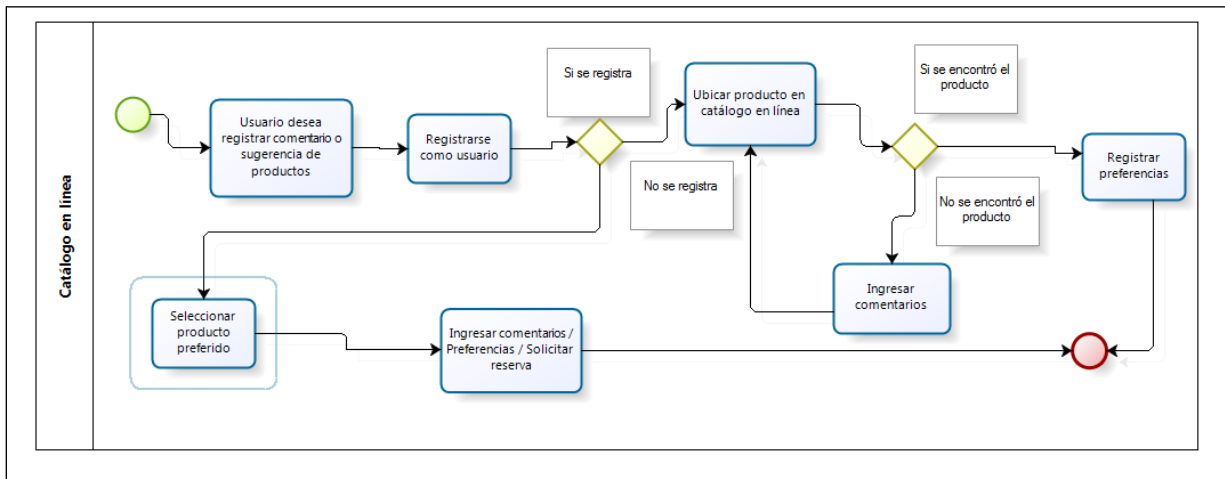 Catálogo en línea
Usuario desea
registrar comentario o
sugerencia de
productos
Registrarse
como usuario
Si se registra
No se registra
Ubicar producto en
catálogo en línea
Si se encontró el
producto
No se encontró el
producto
Registrar
preferencias
Ingresar
comentarios
Seleccionar
producto
preferido
Ingresar comentarios /
Preferencias / Solicitar
reserva